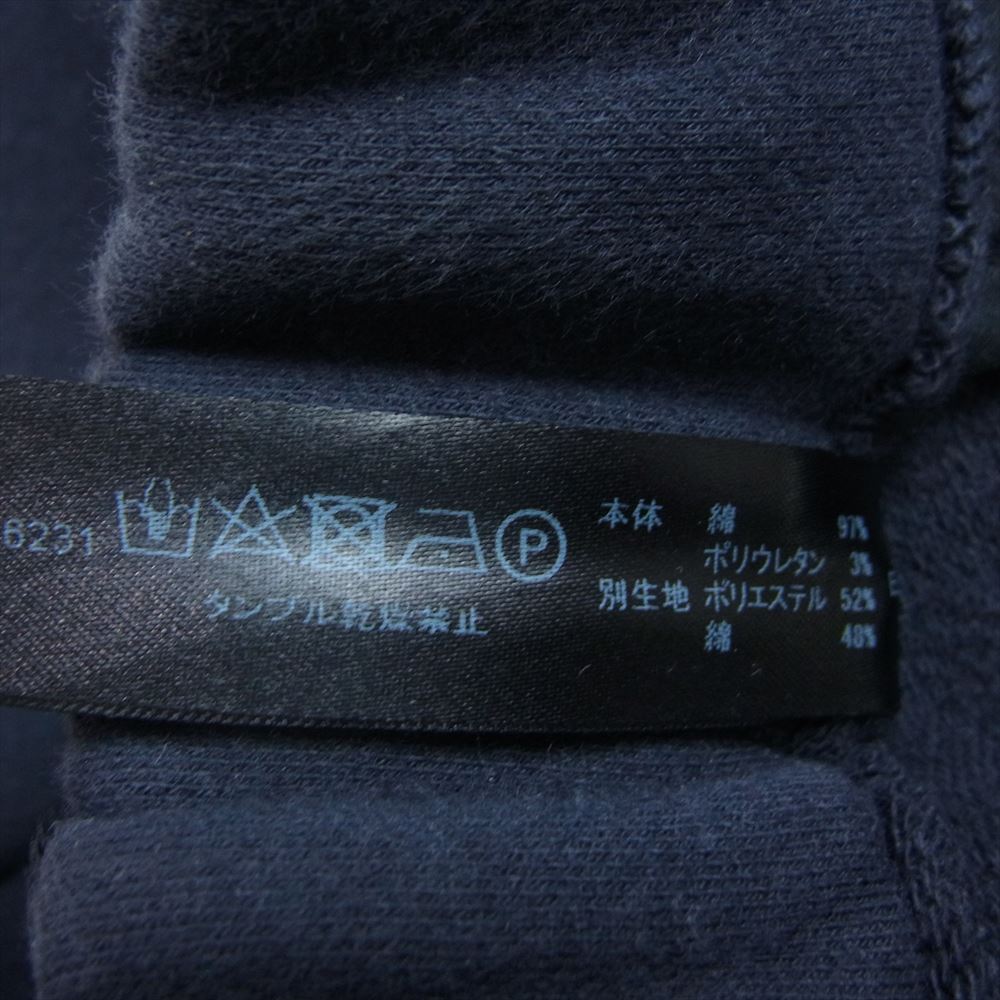 6231
タンブル乾燥禁止
本体 綿 97%
ポリウレタン 3%
別生地 ポリエステル 52%
綿 48%
P